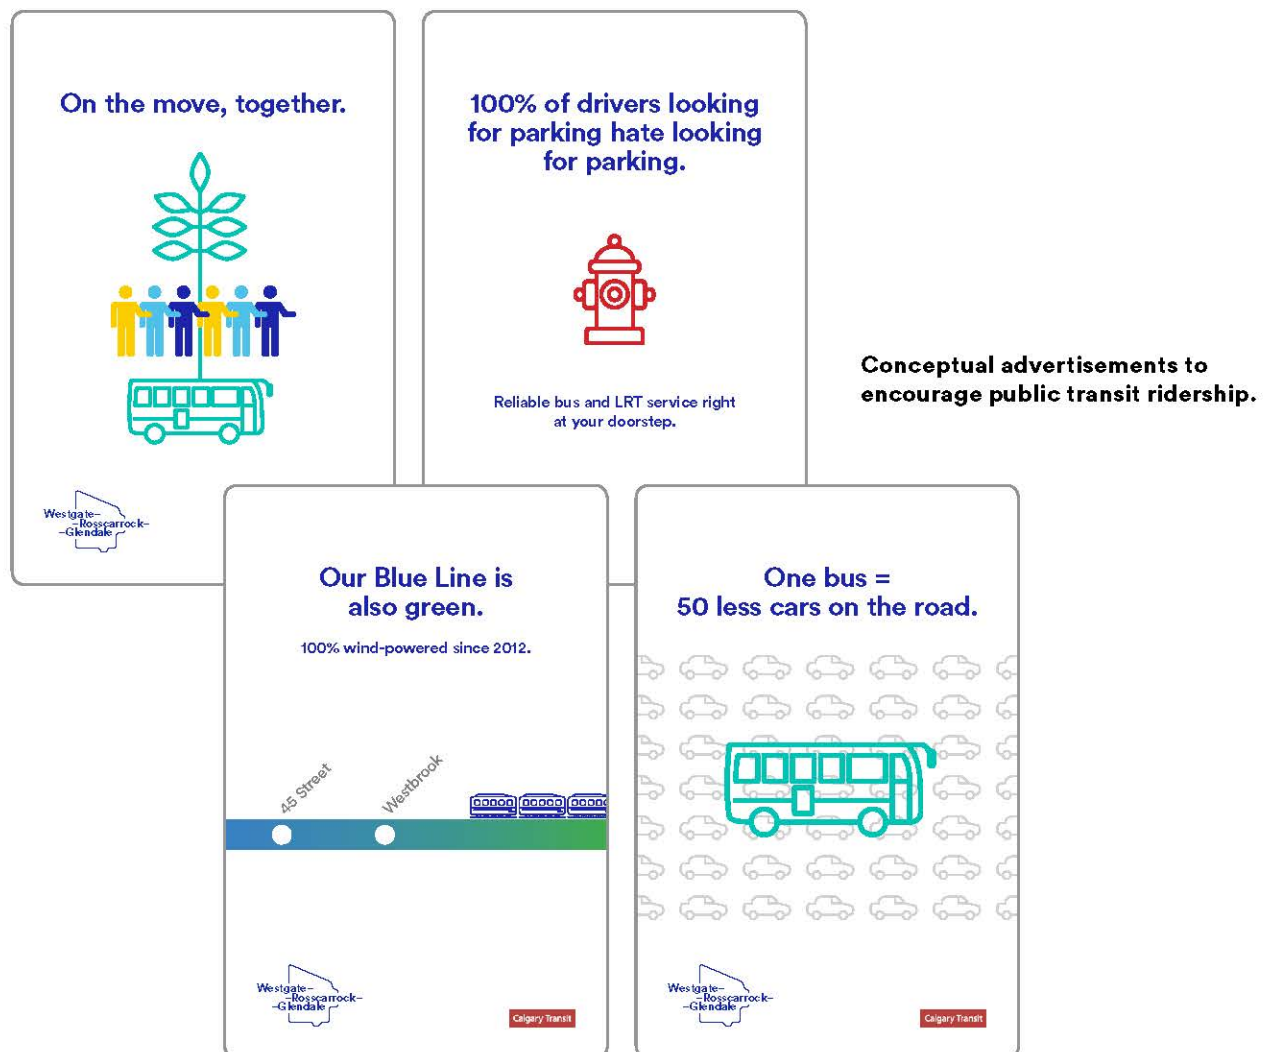 On the move, together.
Westgate–
–Rosscarrock–
–Glendale
100% of drivers looking
for parking hate looking
for parking.
Reliable bus and LRT service right
at your doorstep.
Conceptual advertisements to
encourage public transit ridership.
Our Blue Line is
also green.
100% wind-powered since 2012.
45 Street
Westbrook
Westgate–
–Rosscarrock–
–Glendale
Calgary Transit
One bus =
50 less cars on the road.
Westgate–
–Rosscarrock–
–Glendale
Calgary Transit